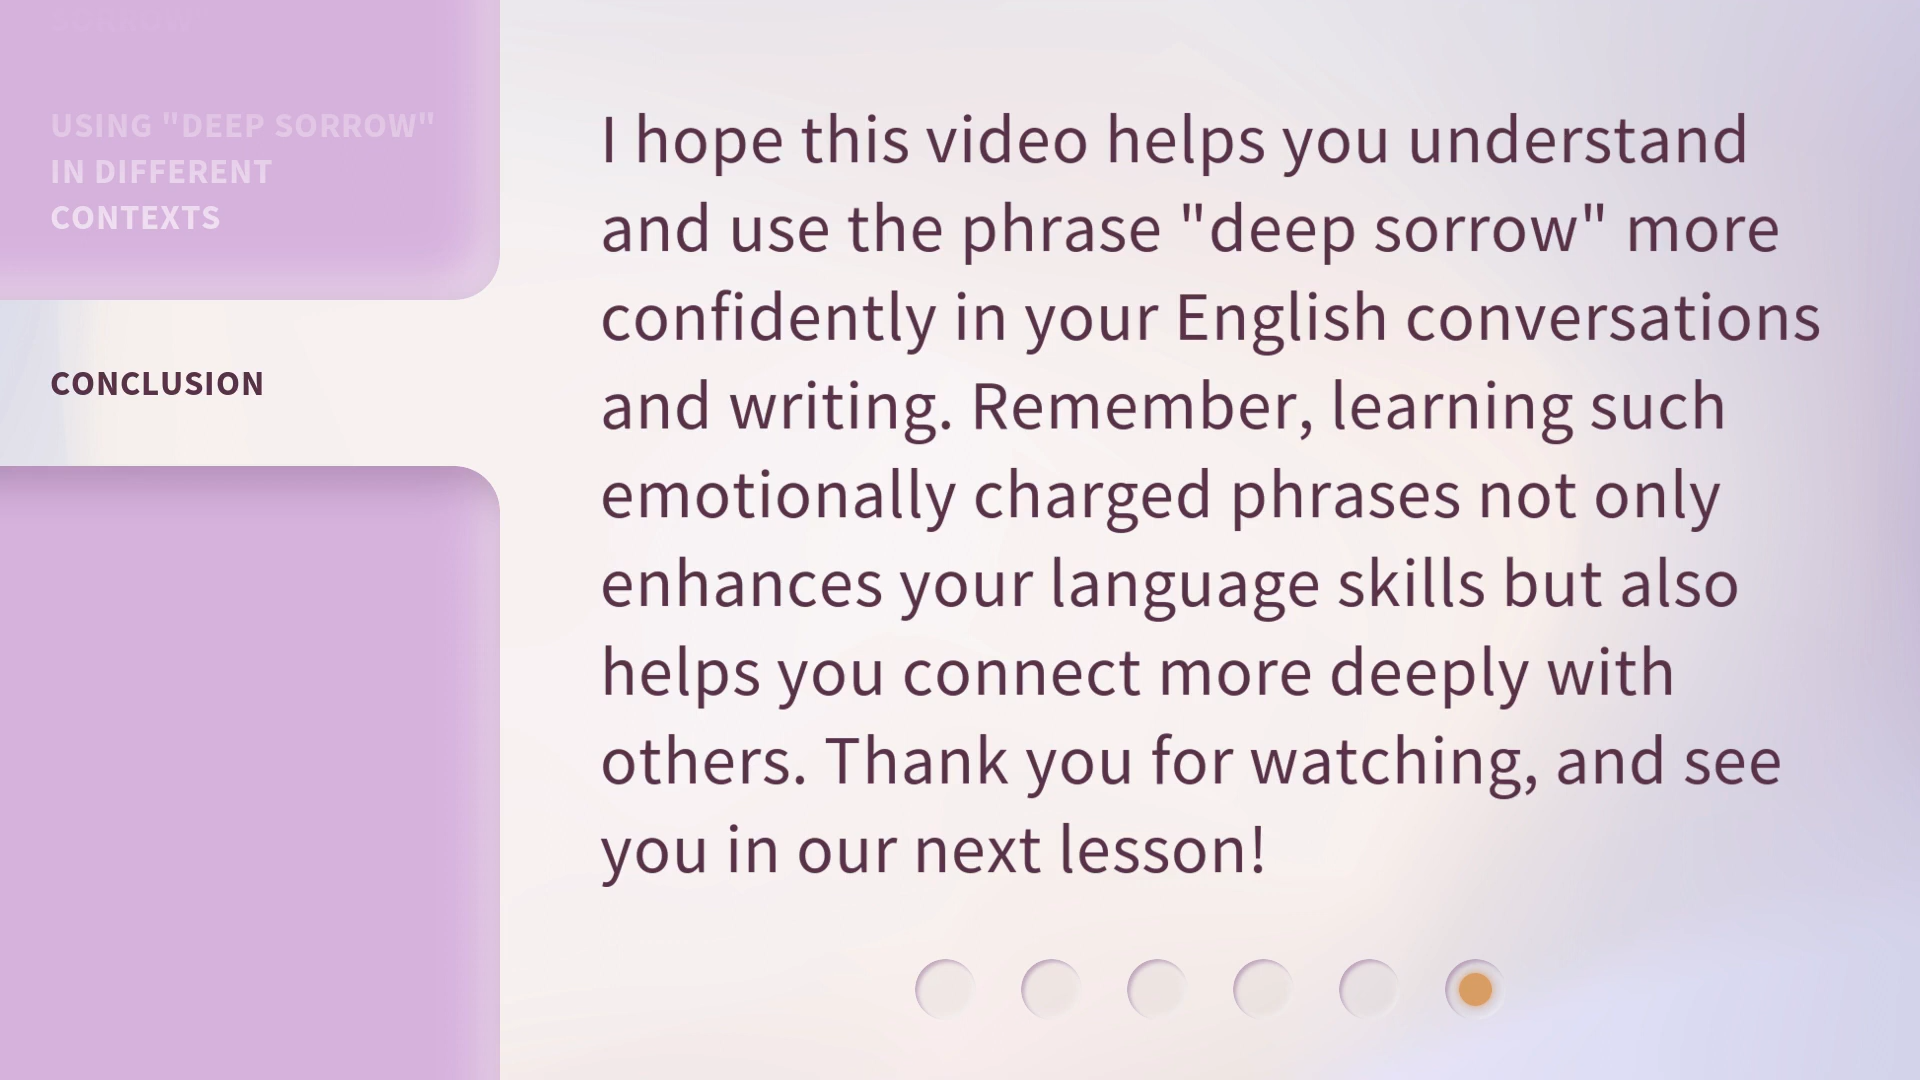 USING "DEEP SORROW"
IN DIFFERENT
CONTEXTS
CONCLUSION
I hope this video helps you understand
and use the phrase "deep sorrow" more
confidently in your English conversations
and writing. Remember, learning such
emotionally charged phrases not only
enhances your language skills but also
helps you connect more deeply with
others. Thank you for watching, and see
you in our next lesson!